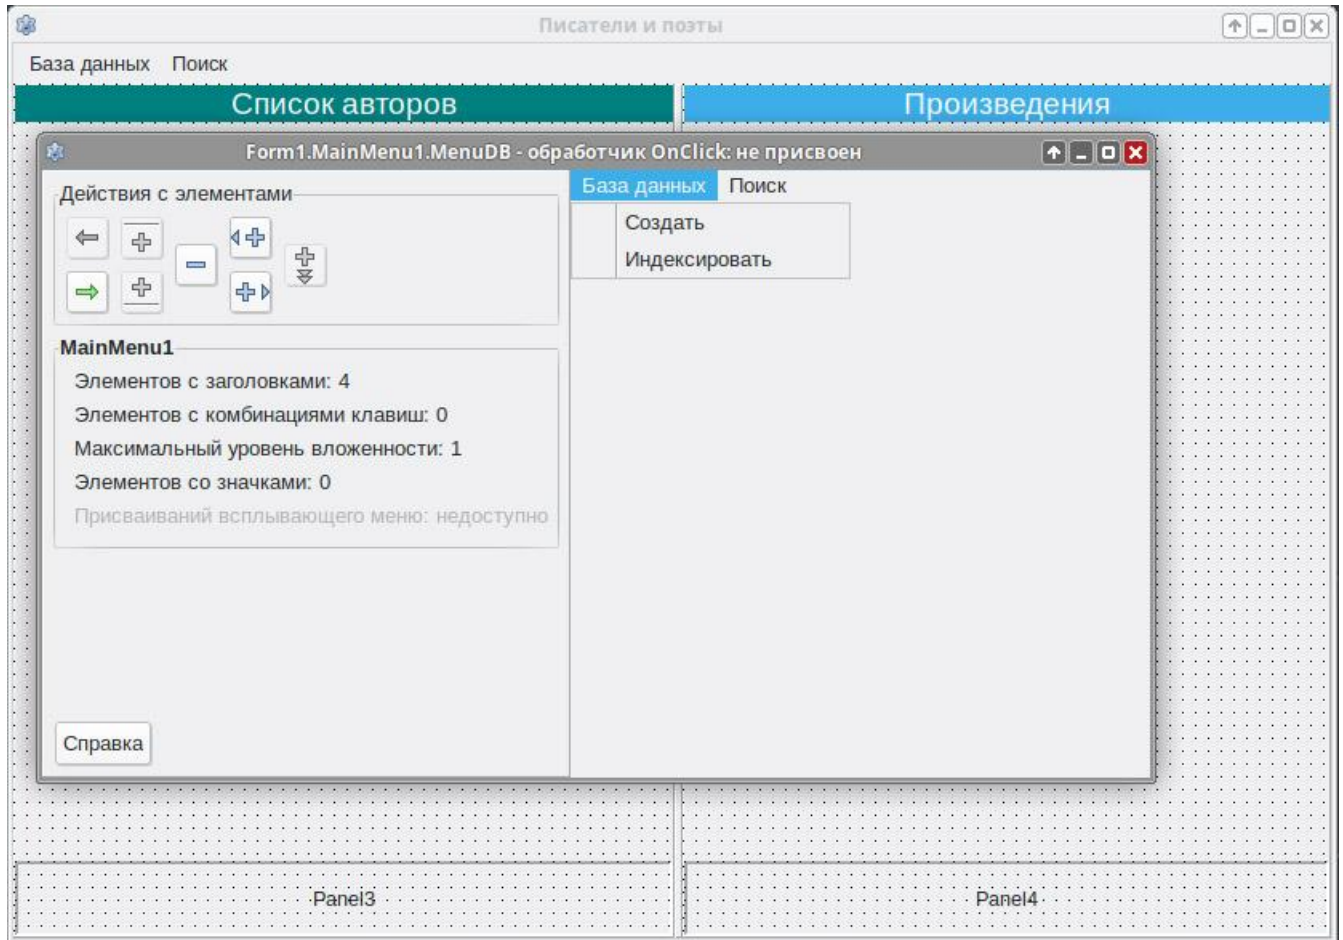 Писатели и поэты
База данных Поиск
Список авторов Произведения
Form1.MainMenu1.MenuDB - обработчик OnClick: не присвоен
Действия с элементами
База данных Поиск
Создать
Индексировать
MainMenu1
Элементов с заголовками: 4
Элементов с комбинациями клавиш: 0
Максимальный уровень вложенности: 1
Элементов со значками: 0
Присваиваний всплывающего меню: недоступно
Справка
Panel3 Panel4